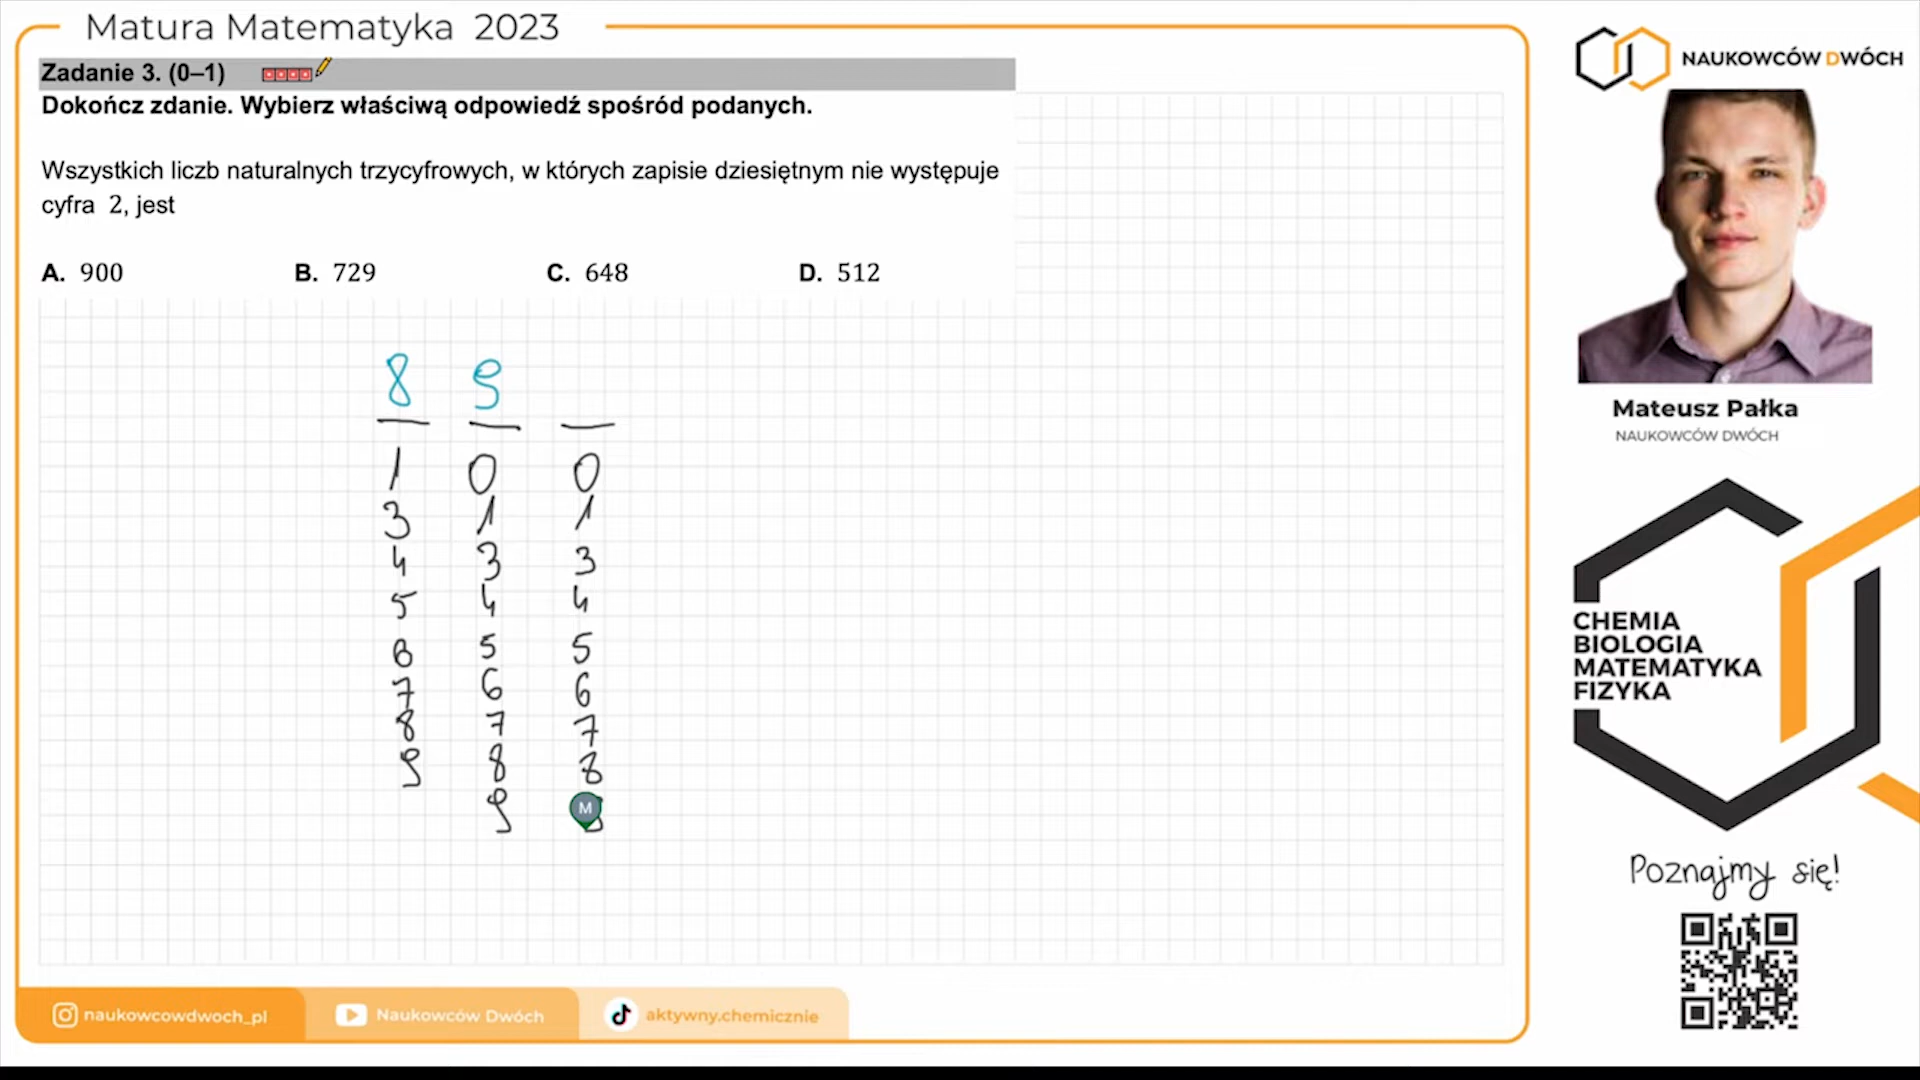 Matura Matematyka 2023
Zadanie 3. (0–1)
Dokończ zdanie. Wybierz właściwą odpowiedź spośród podanych.
Wszystkich liczb naturalnych trzycyfrowych, w których zapisie dziesiętnym nie występuje
cyfra 2, jest
A. 900 B. 729 C. 648 D. 512
8 9
1 0 0
3 1 1
4 3 3
5 4 4
6 5 5
7 6 6
8 7 7
9 8 8
9
M
naukowcowdwoch_pl
Naukowców Dwóch
aktywny.chemicznie
NAUKOWCÓW DWÓCH
Mateusz Pałka
NAUKOWCÓW DWÓCH
CHEMIA
BIOLOGIA
MATEMATYKA
FIZYKA
Poznajmy się!